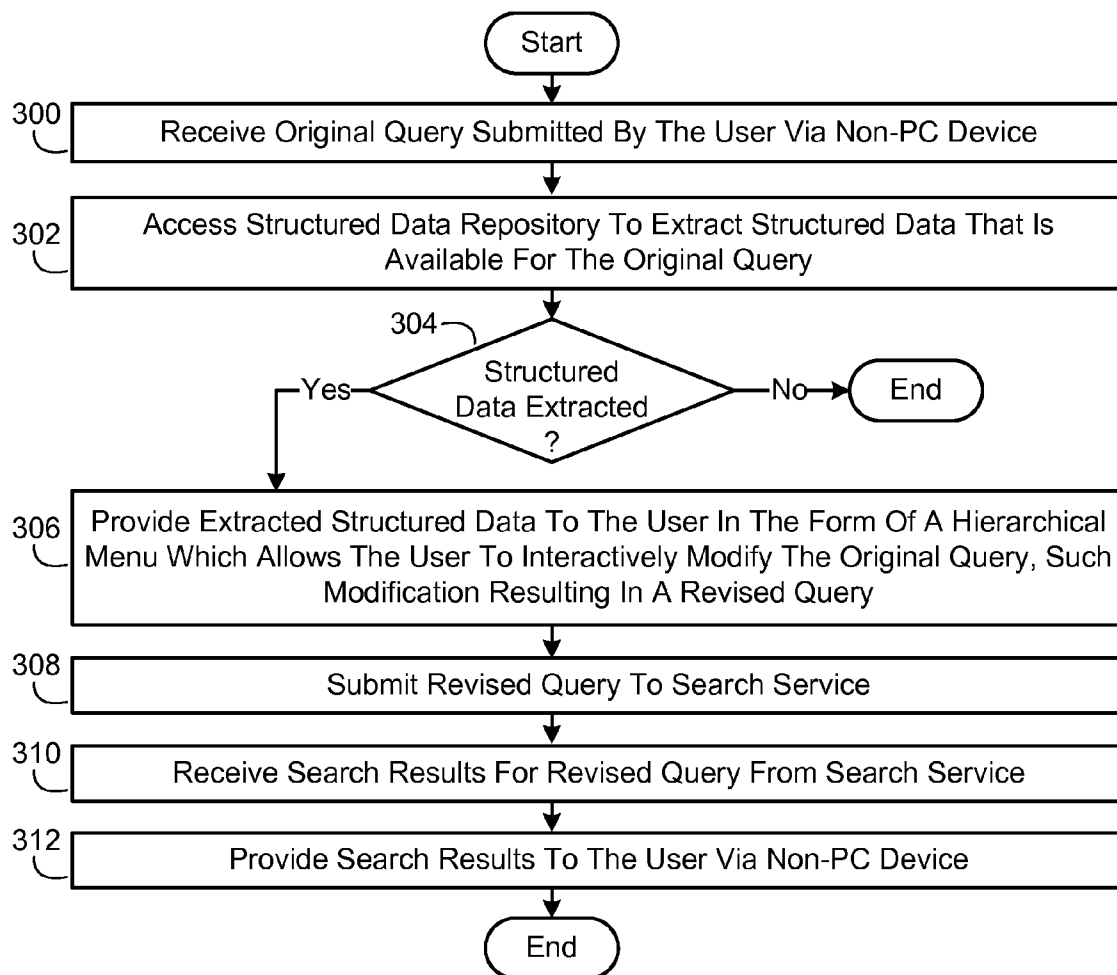 Start
300
Receive Original Query Submitted By The User Via Non-PC Device
302
Access Structured Data Repository To Extract Structured Data That Is
Available For The Original Query
304
Structured
Data Extracted
?
Yes
No
End
306
Provide Extracted Structured Data To The User In The Form Of A Hierarchical
Menu Which Allows The User To Interactively Modify The Original Query, Such
Modification Resulting In A Revised Query
308
Submit Revised Query To Search Service
310
Receive Search Results For Revised Query From Search Service
312
Provide Search Results To The User Via Non-PC Device
End